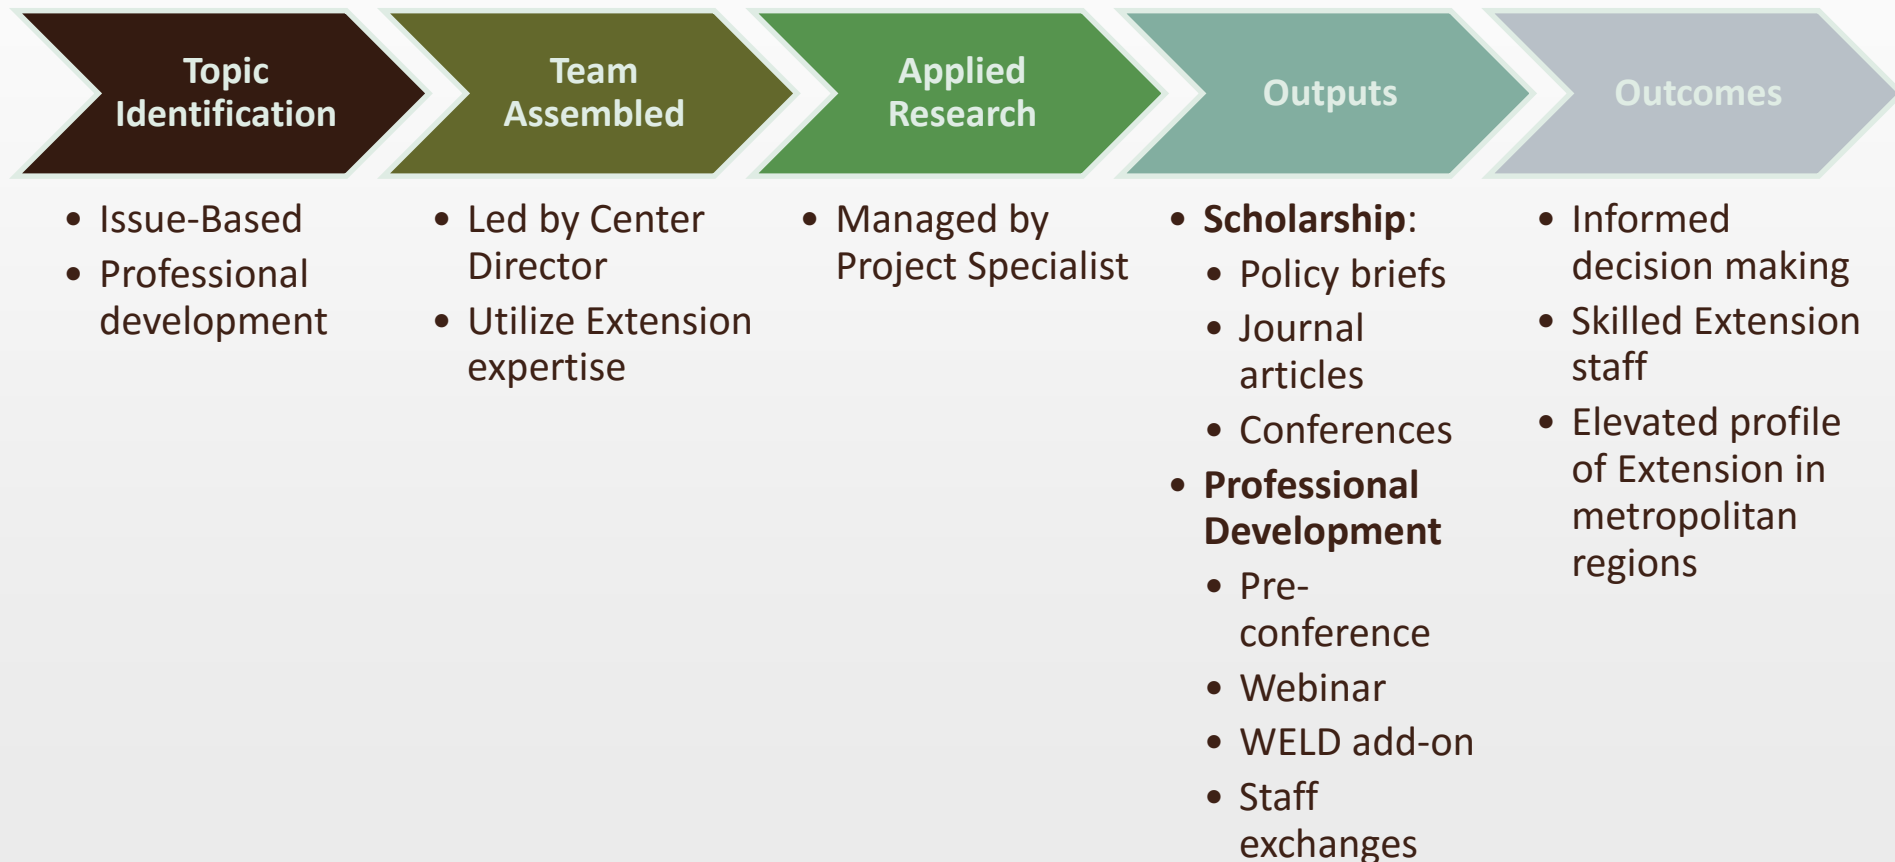 Topic
Identification
Team
Assembled
Applied
Research
Outputs
Outcomes
• Issue-Based
• Professional
development
• Led by Center
Director
• Utilize Extension
expertise
• Managed by
Project Specialist
• Scholarship:
• Policy briefs
• Journal
articles
• Conferences
• Professional
Development
• Pre-
conference
• Webinar
• WELD add-on
• Staff
exchanges
• Informed
decision making
• Skilled Extension
staff
• Elevated profile
of Extension in
metropolitan
regions